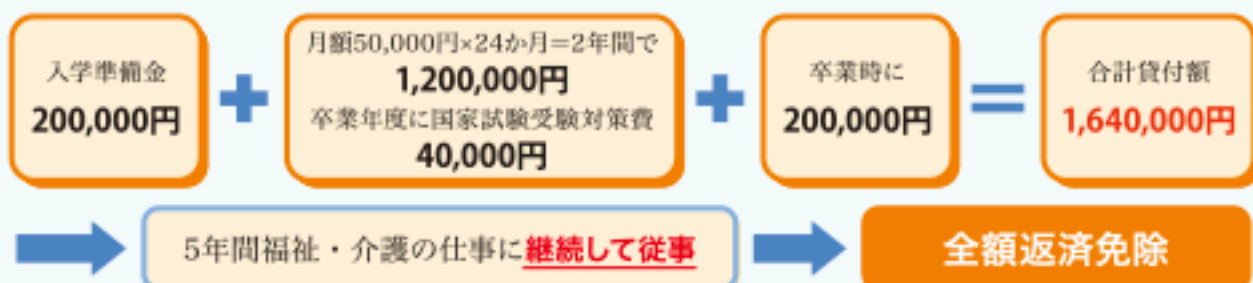 入学準備金
200,000円
月額50,000円×24か月=2年間で
1,200,000円
卒業年度に国家試験受験対策費
40,000円
卒業時に
200,000円
合計貸付額
1,640,000円
5年間福祉・介護の仕事に継続して従事
全額返済免除